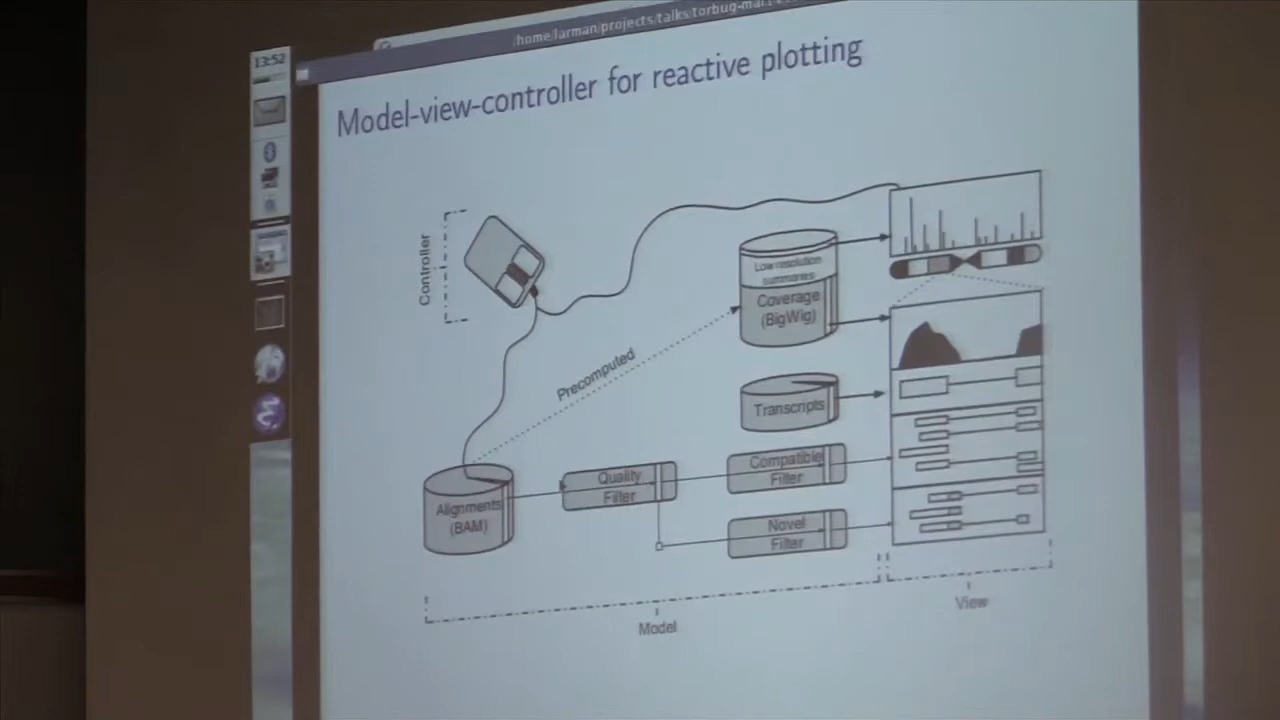 13:52
/home/larman/projects/talks/torbug-mar
Model-view-controller for reactive plotting
Controller
Low resolution
summaries
Coverage
(BigWig)
Precomputed
Transcripts
Alignments
(BAM)
Quality
Filter
Compatible
Filter
Novel
Filter
Model
View